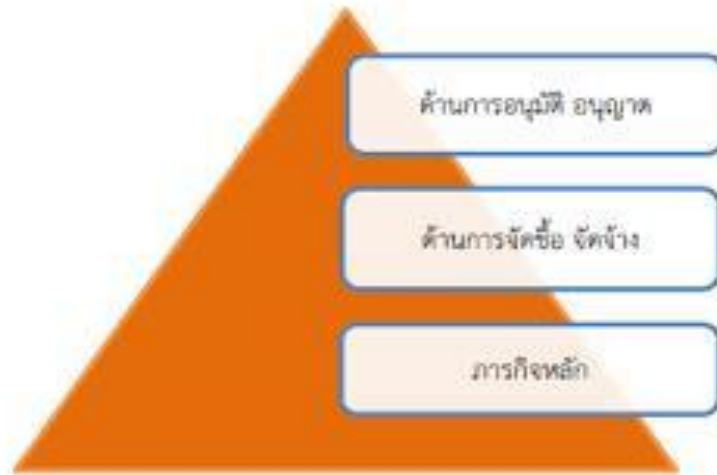 ด้านการอนุมัติ อนุญาต
ด้านการจัดซื้อ จัดจ้าง
ภารกิจหลัก